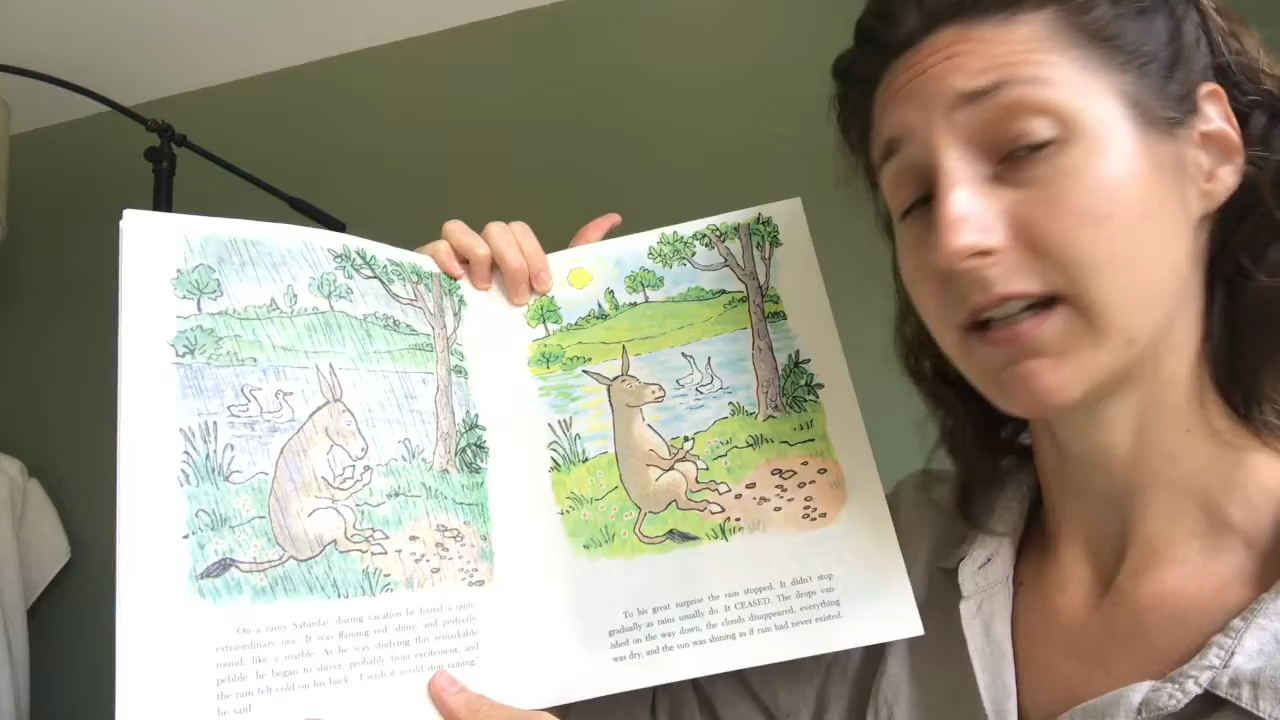 On a rainy Saturday during vacation he found a quite
extraordinary one. It was flaming red, shiny, and perfectly
round, like a marble. As he was studying this remarkable
pebble, he began to shiver, probably from excitement, and
the rain felt cold on his back. I wish it would stop raining,
he said.
To his great surprise the rain stopped. It didn't stop
gradually as rains usually do. It CEASED. The drops van-
ished on the way down, the clouds disappeared, everything
was dry, and the sun was shining as if rain had never existed.